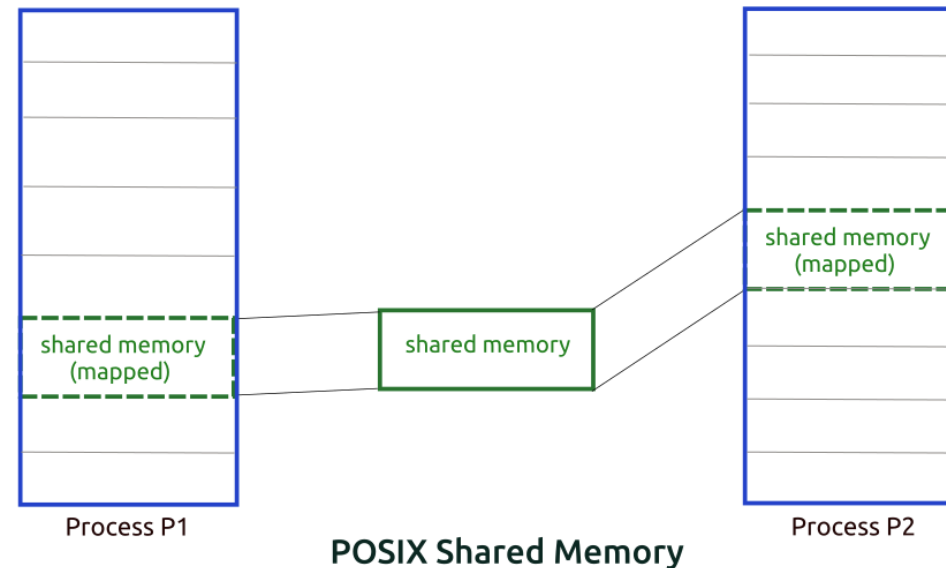 shared memory
(mapped)
shared memory
shared memory
(mapped)
Process P1
Process P2
POSIX Shared Memory